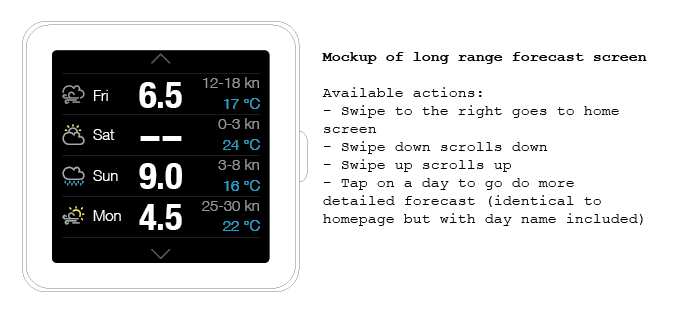 Fri 6.5 12-18 kn
17 °C
Sat -- 0-3 kn
24 °C
Sun 9.0 3-8 kn
16 °C
Mon 4.5 25-30 kn
22 °C
Mockup of long range forecast screen
Available actions:
- Swipe to the right goes to home
screen
- Swipe down scrolls down
- Swipe up scrolls up
- Tap on a day to go do more
detailed forecast (identical to
homepage but with day name included)